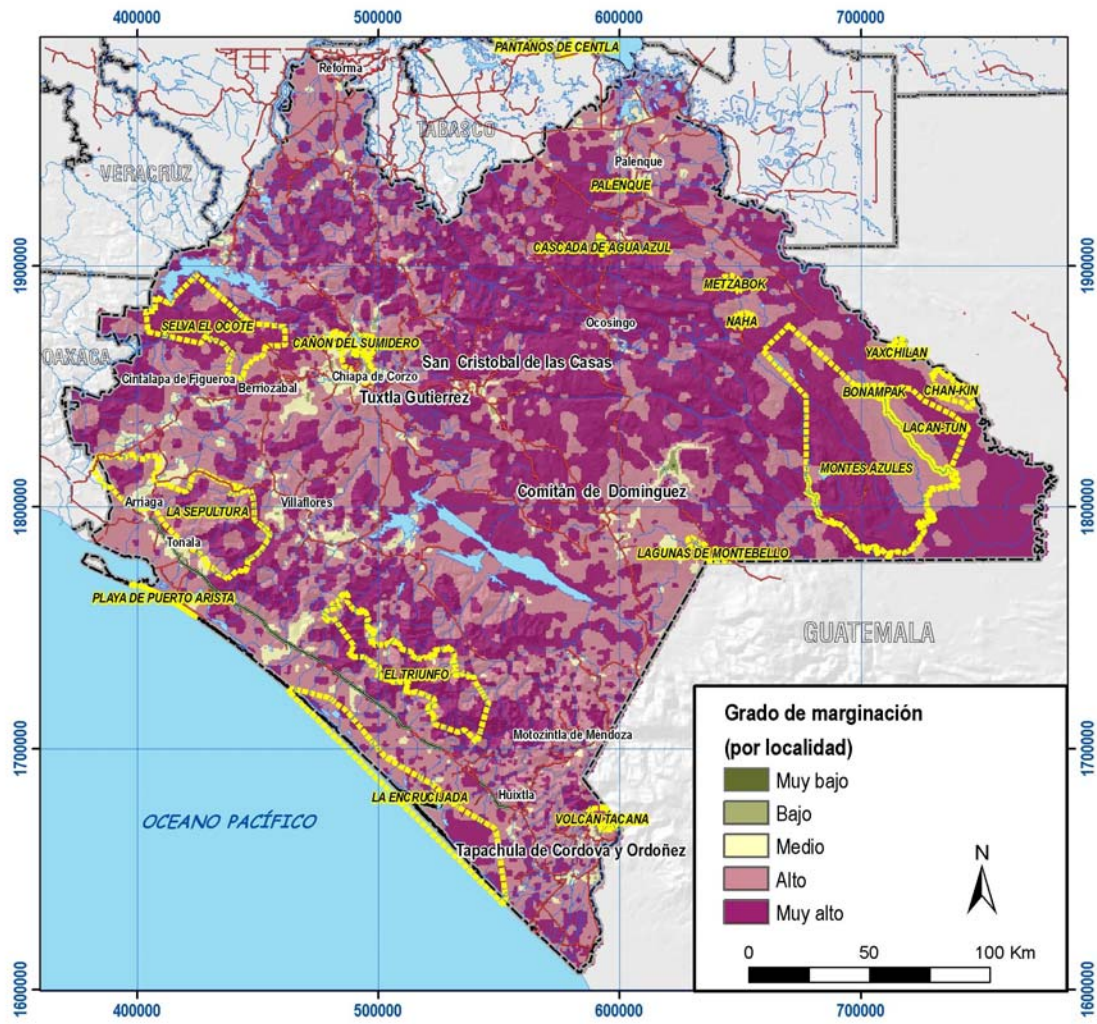 400000
500000
600000
700000
PANTANOS DE CENTLA
Reforma
TABASCO
VERACRUZ
Palenque
PALENQUE
CASCADA DE AGUA AZUL
1900000
1900000
METZABOK
NAHA
Ocosingo
SELVA EL OCOTE
CAÑON DEL SUMIDERO
YAXCHILAN
OAXACA
San Cristobal de las Casas
Cintalapa de Figueroa
Chiapa de Corzo
Berriozabal
Tuxtla Gutierrez
BONAMPAK
CHAN-KIN
LACAN-TUN
MONTES AZULES
Comitán de Dominguez
Arriaga
LA SEPULTURA
Villaflores
1800000
1800000
Tonala
LAGUNAS DE MONTEBELLO
PLAYA DE PUERTO ARISTA
GUATEMALA
EL TRIUNFO
Motozintla de Mendoza
1700000
1700000
LA ENCRUCIJADA
Huixtla
VOLCAN TACANA
OCEANO PACÍFICO
Tapachula de Cordova y Ordoñez
Grado de marginación
(por localidad)
Muy bajo
Bajo
Medio
Alto
Muy alto
N
0 50 100 Km
1600000
1600000
400000
500000
600000
700000